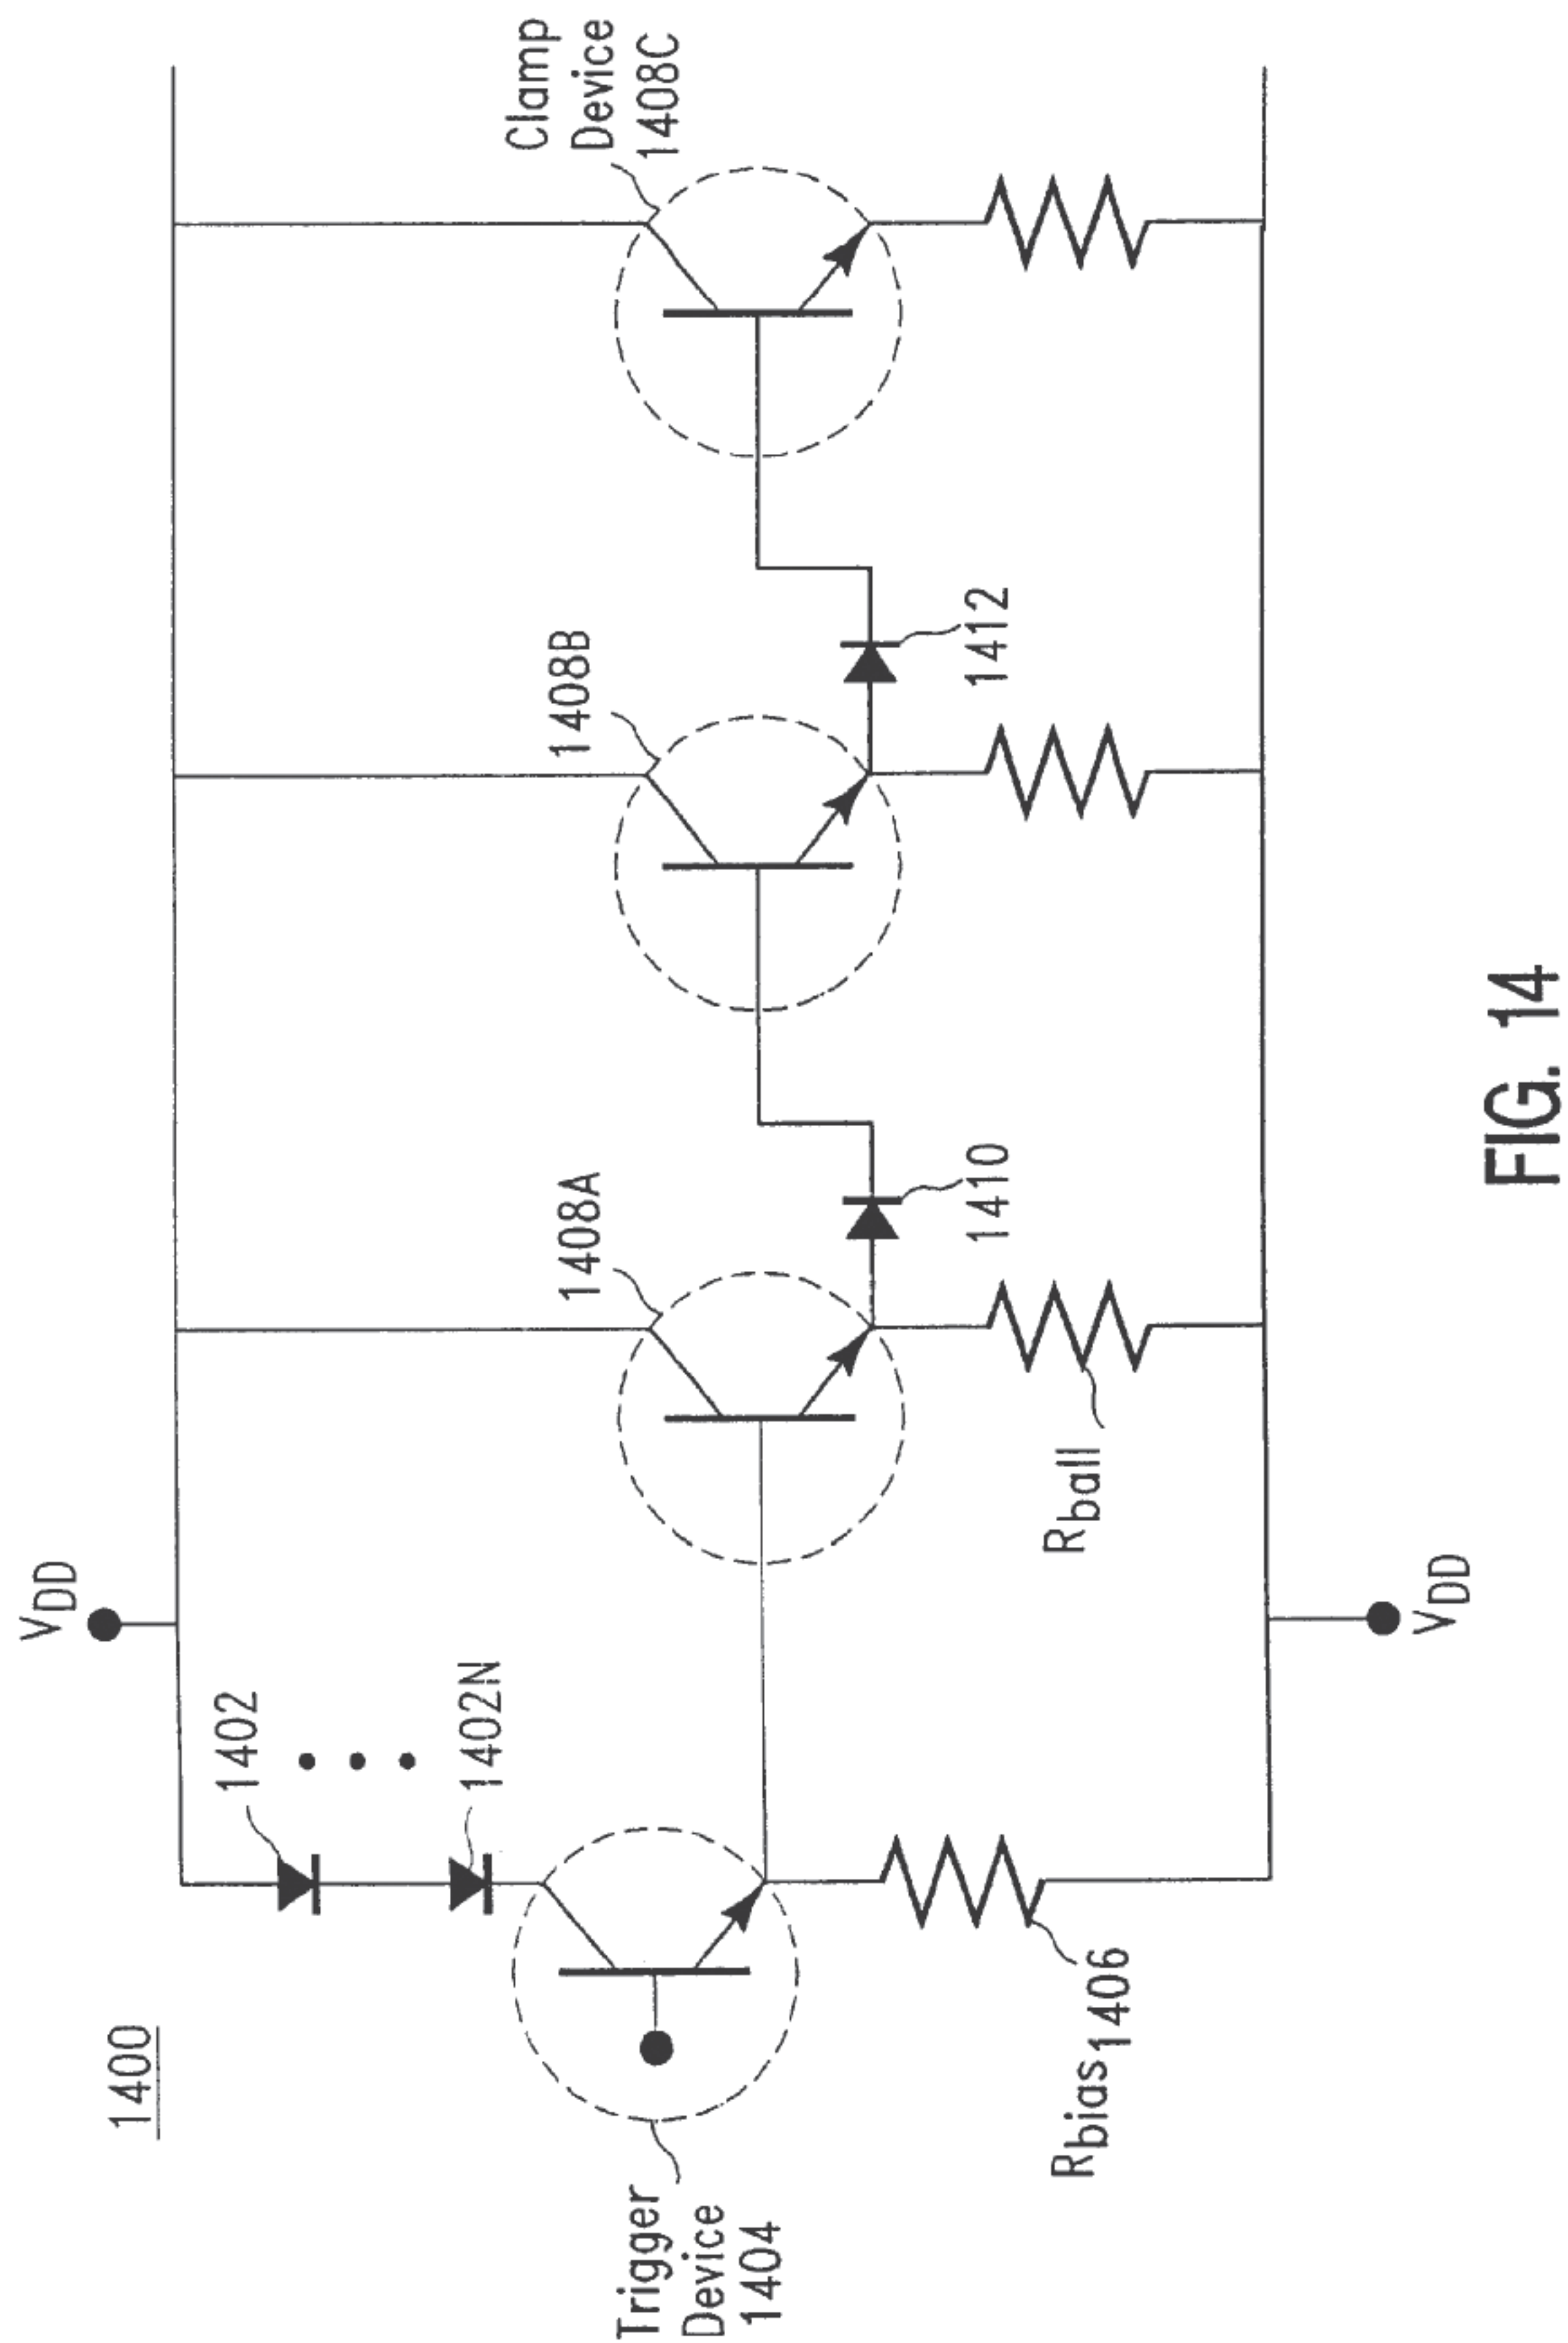 1400
VDD
1402
1402N
Trigger
Device
1404
Rbias1406
1408A
1408B
Clamp
Device
1408C
1410
1412
Rball
VDD
FIG. 14